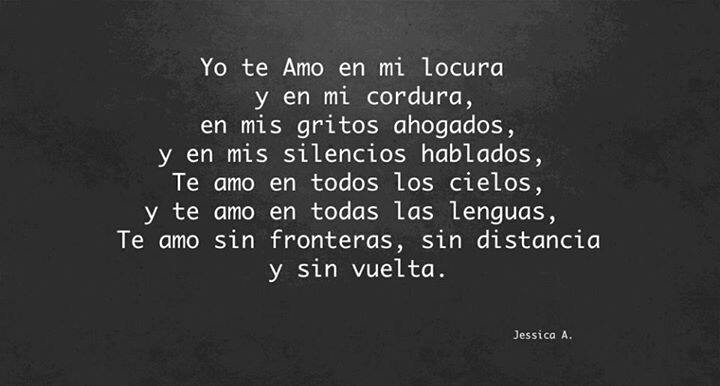 Yo te Amo en mi locura
y en mi cordura,
en mis gritos ahogados,
y en mis silencios hablados,
Te amo en todos los cielos,
y te amo en todas las lenguas,
Te amo sin fronteras, sin distancia
y sin vuelta.
Jessica A.